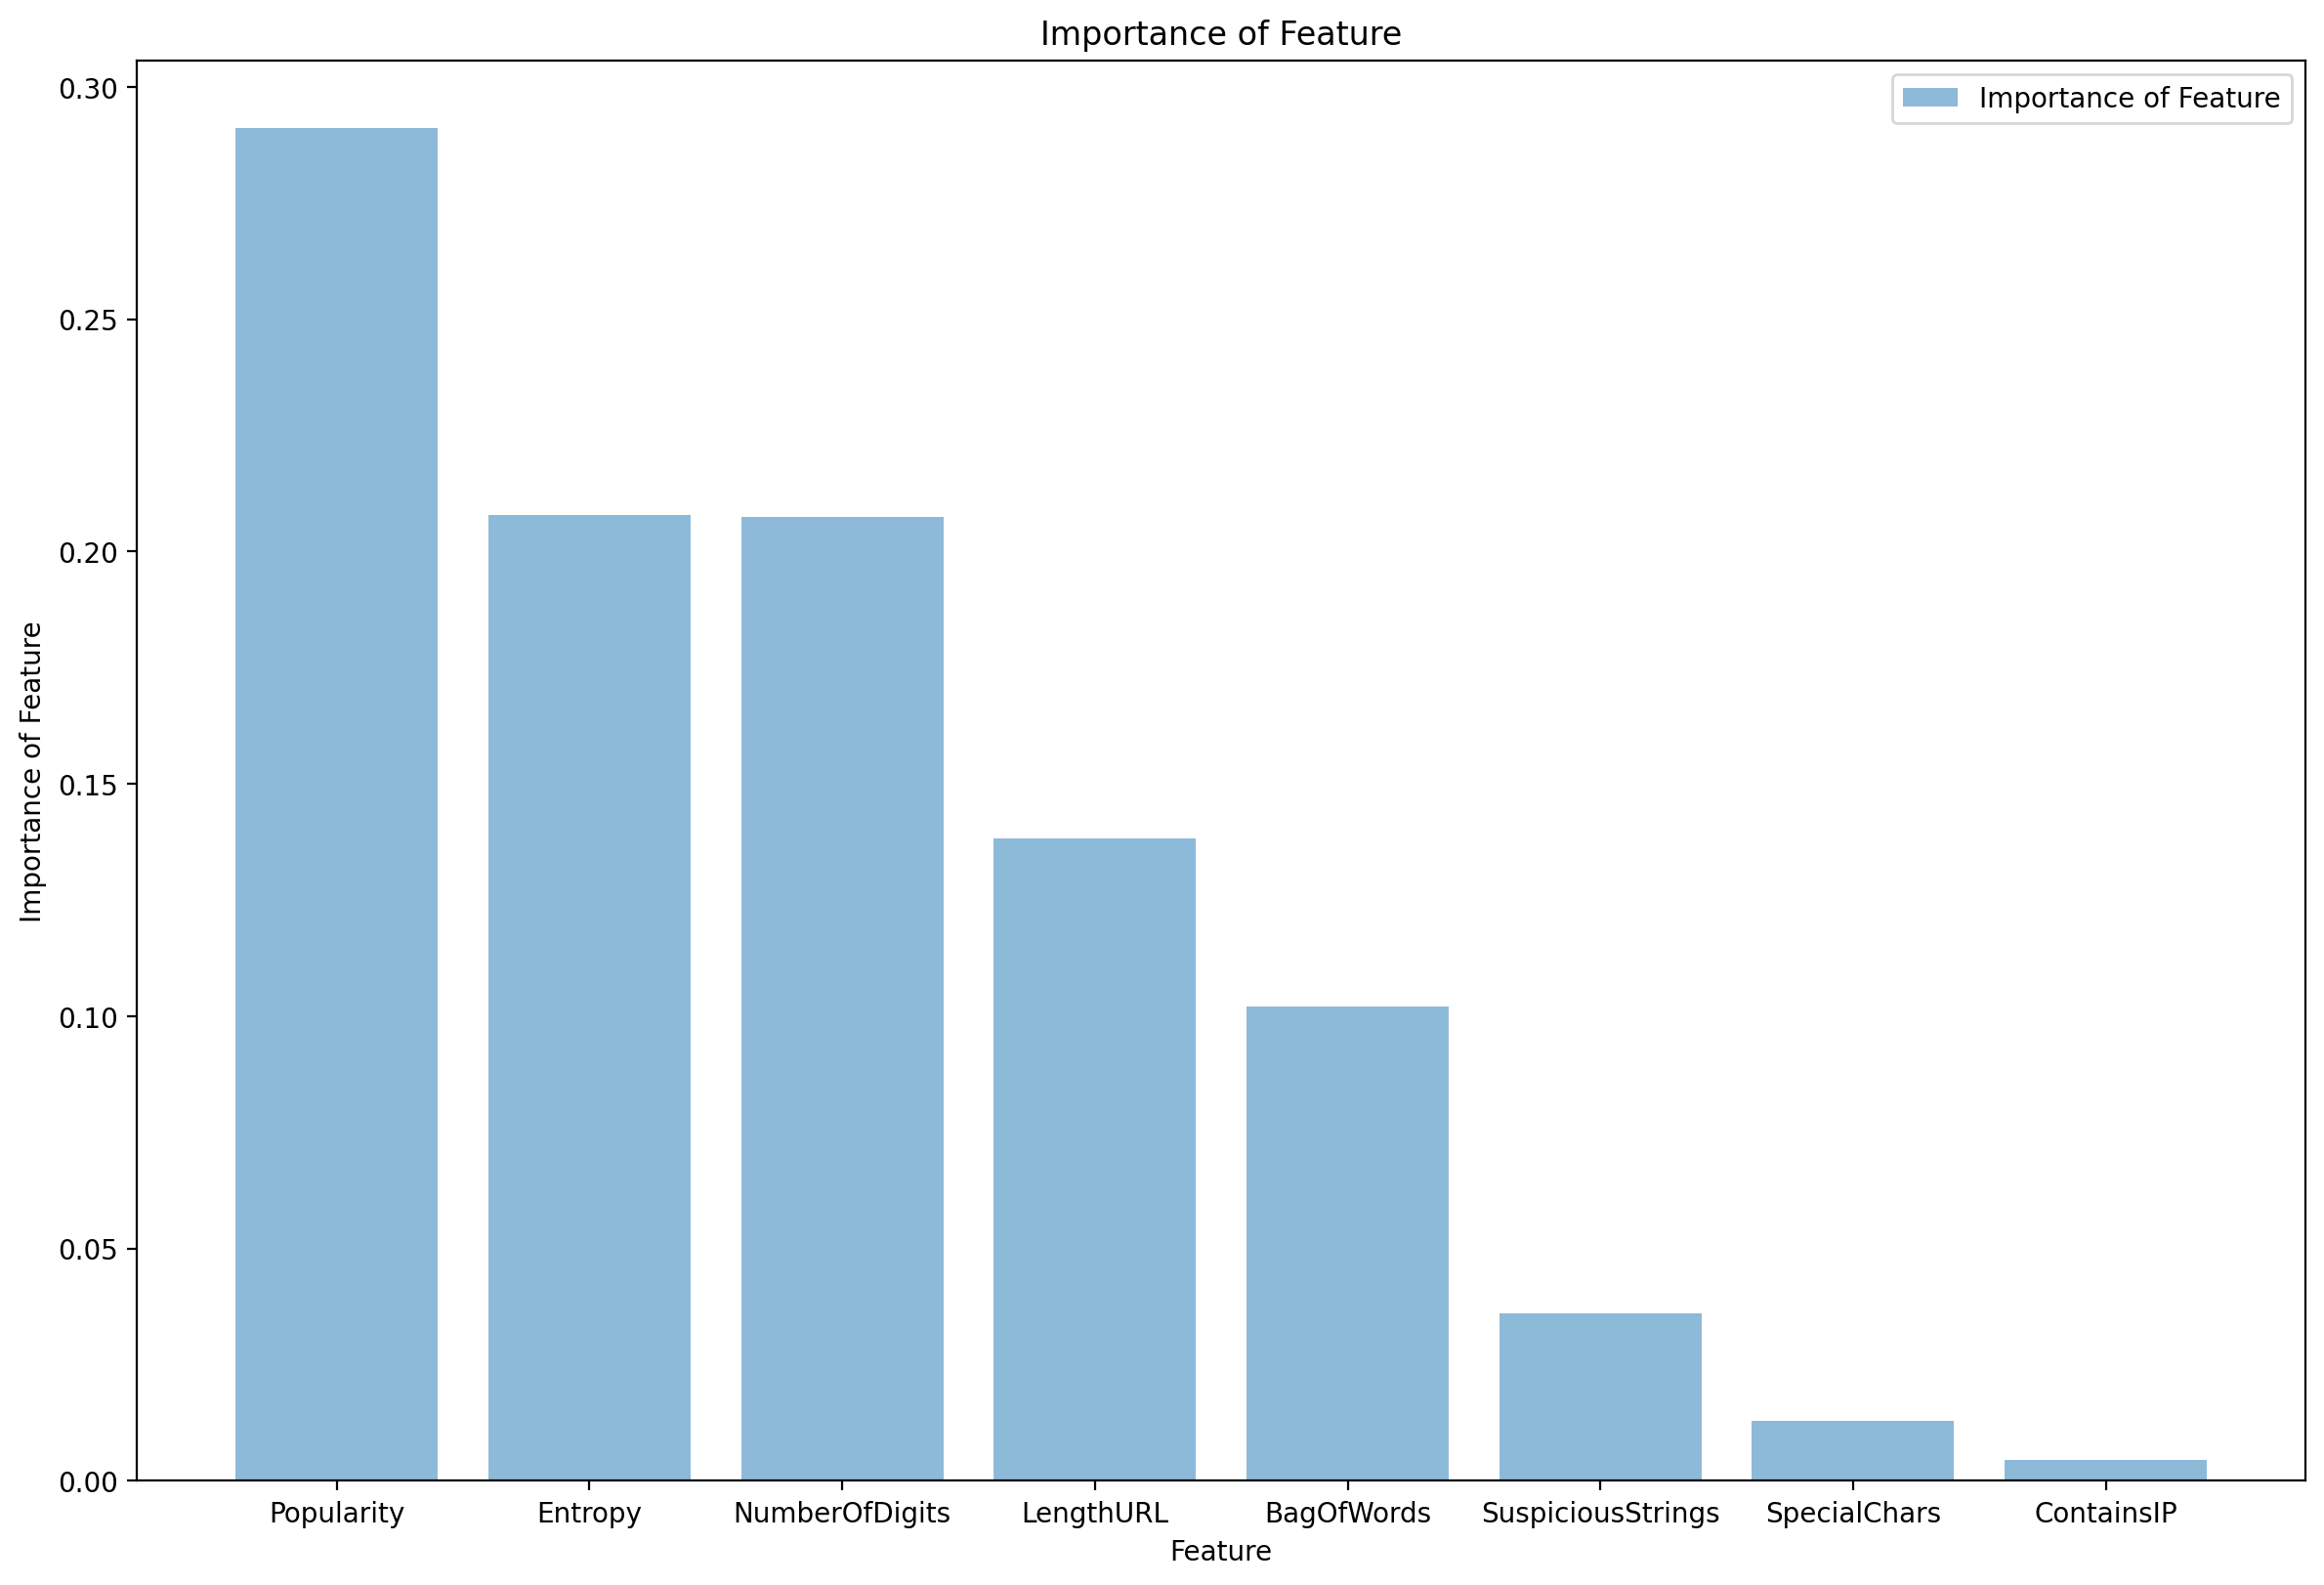 Importance of Feature
Importance of Feature
0.30
0.25
0.20
0.15
0.10
0.05
0.00
Importance of Feature
Popularity Entropy NumberOfDigits LengthURL BagOfWords SuspiciousStrings SpecialChars ContainsIP
Feature